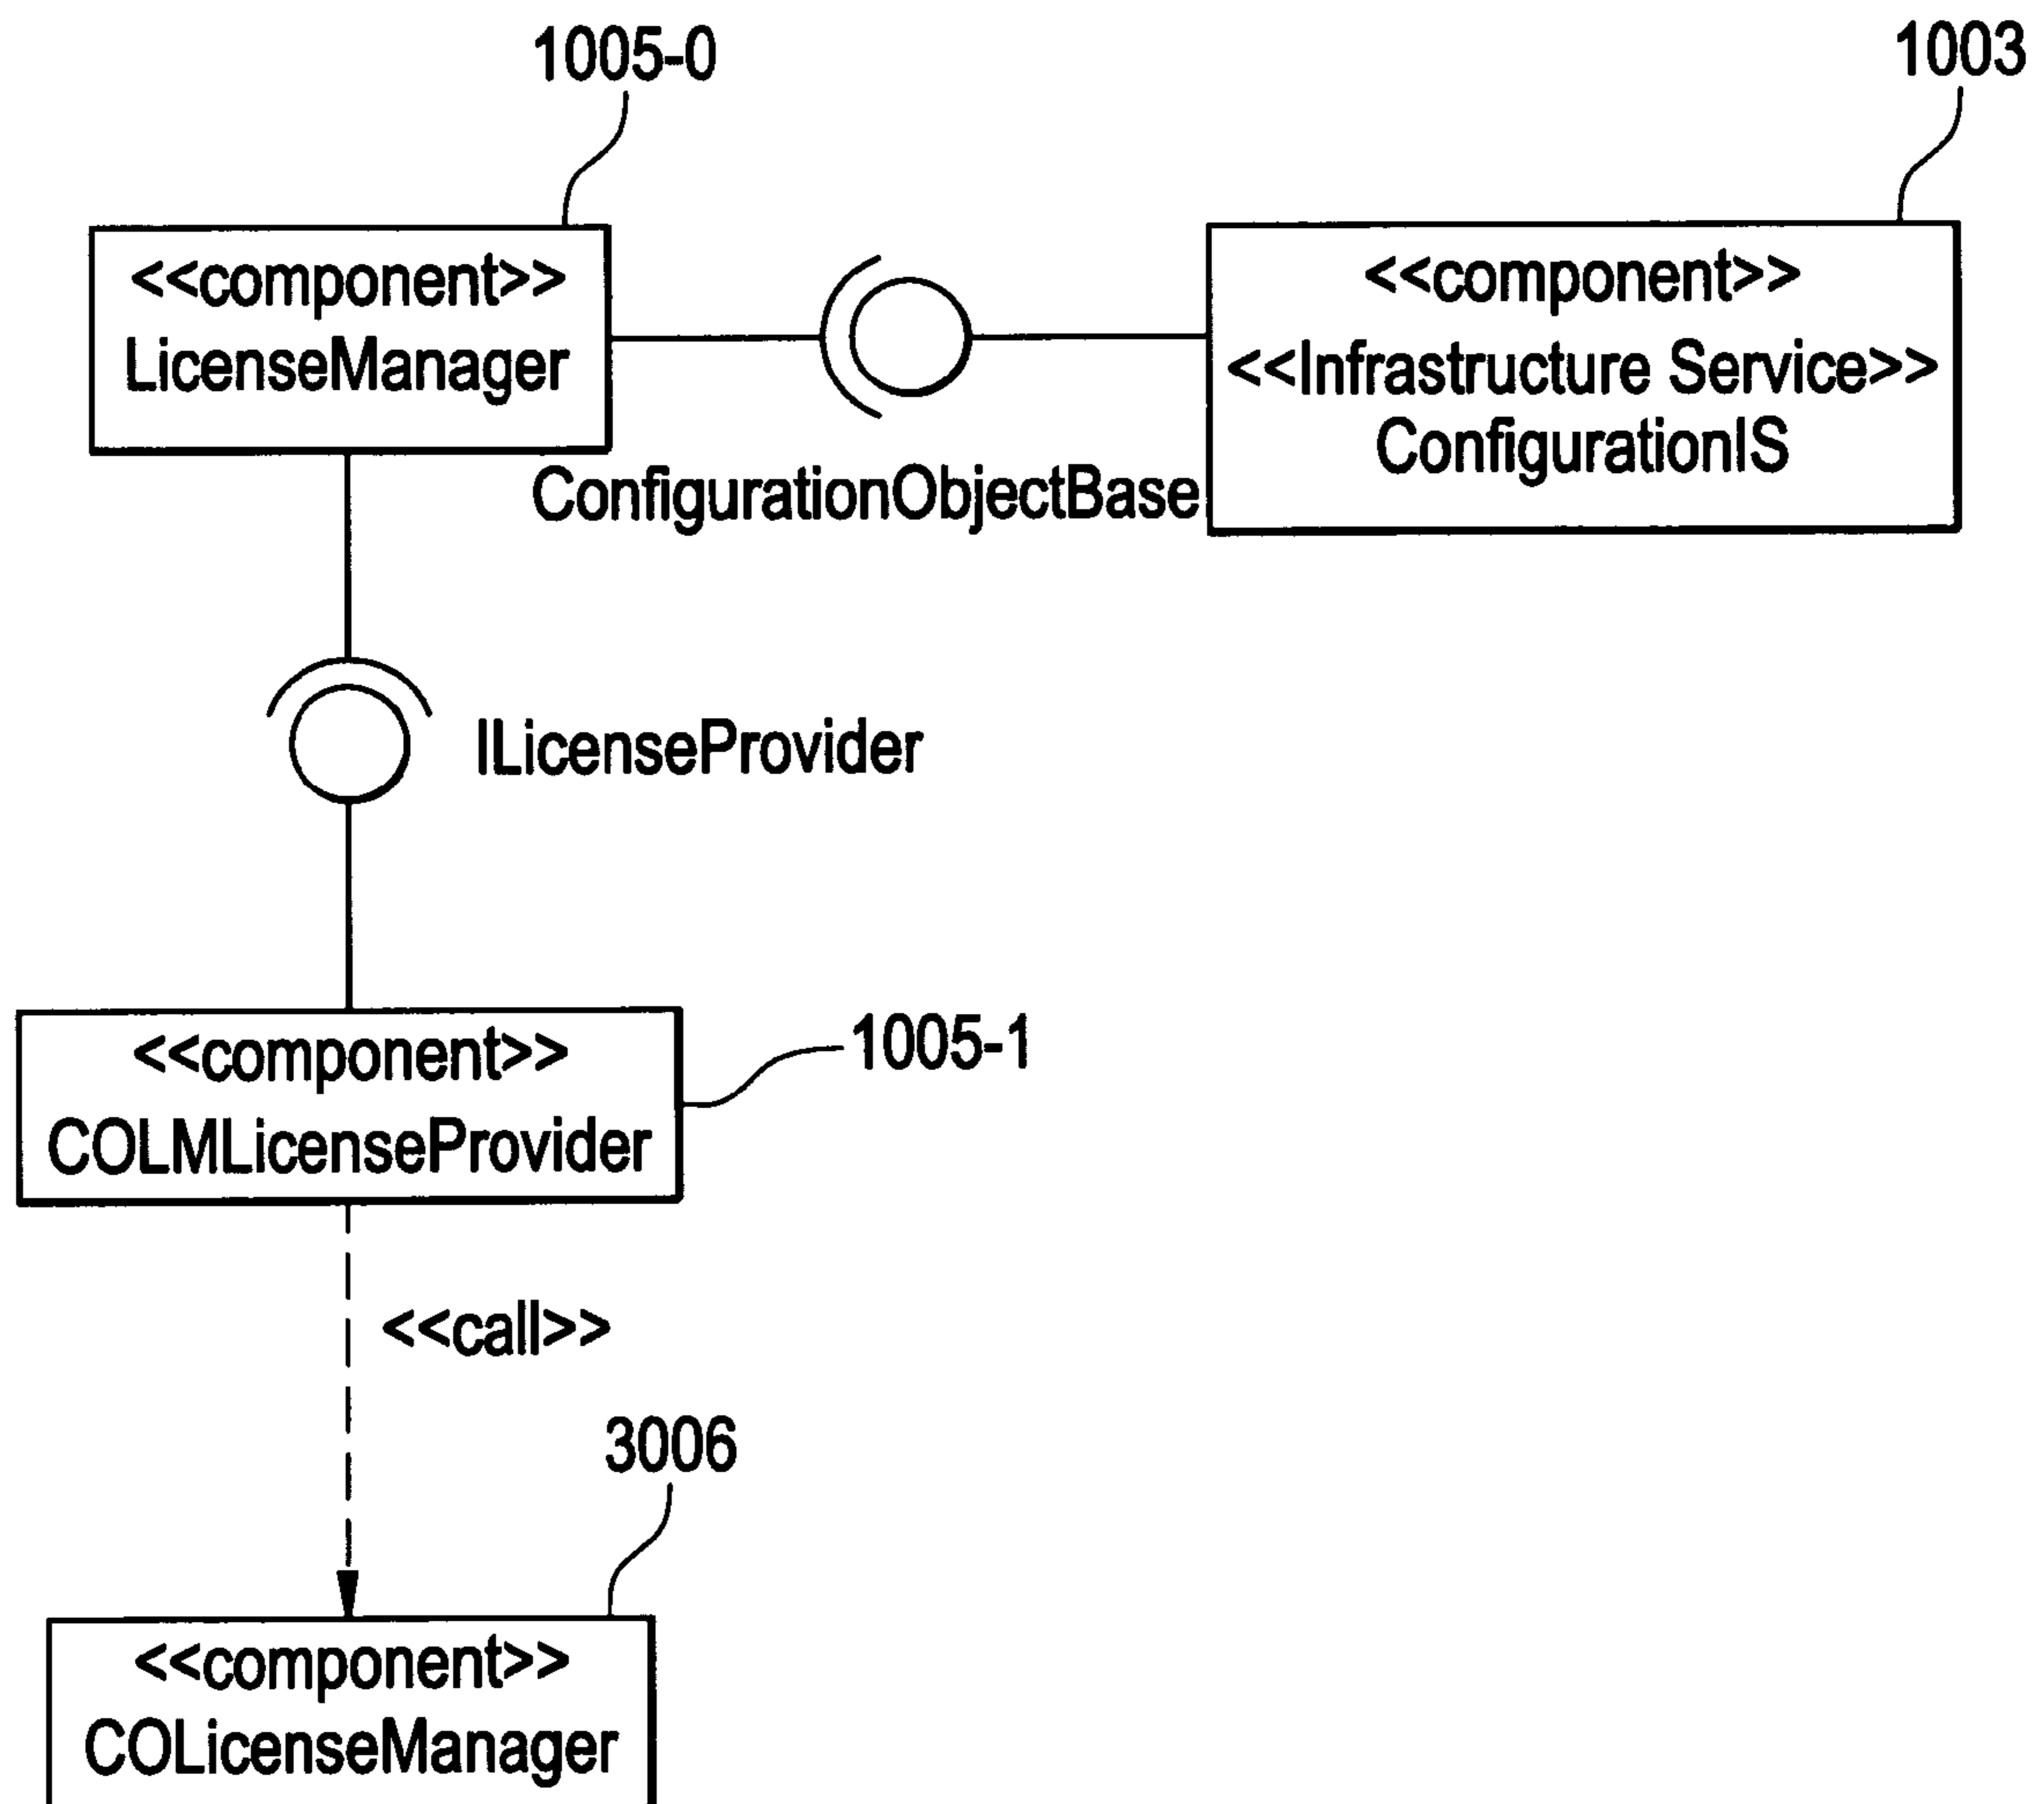 1005-0
1003
<<component>>
LicenseManager
<<component>>
<<Infrastructure Service>>
ConfigurationIS
ConfigurationObjectBase
ILicenseProvider
<<component>>
COLMLicenseProvider
1005-1
<<call>>
3006
<<component>>
COLicenseManager